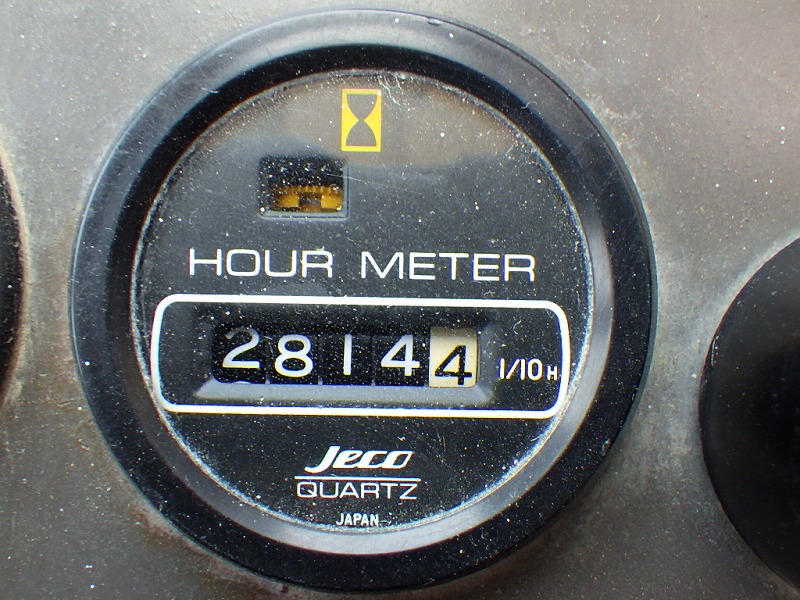 HOUR METER
28144 1/10H
Jeco
QUARTZ
JAPAN